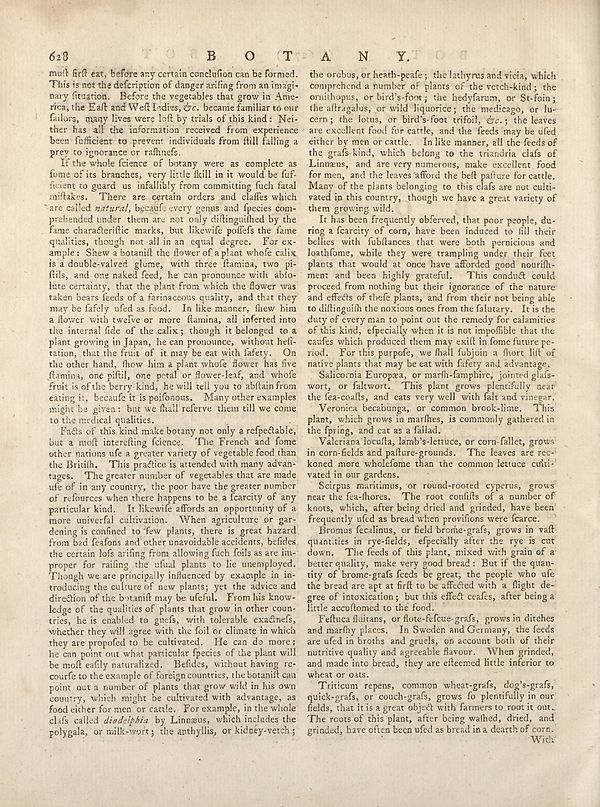 628 B O T A N Y.
muſt firſt eat, before any certain concluſion can be formed.
This is not the deſcription of danger ariſing from an imagi-
nary ſituation. Before the vegetables that grow in Ame-
rica, the Eaſt and Weſt Indies, &c. became familiar to our
ſailors, many lives were loſt by trials of this kind: Nei-
ther has all the information received from experience
been ſufficient to prevent individuals from ſtill falling a
prey to ignorance or raſhneſs.
If the whole ſcience of botany were as complete as
ſome of its branches, very little ſkill in it would be ſuf-
ficient to guard us infallibly from committing ſuch fatal
miſtakes. There are certain orders and claſſes which
are called natural, becauſe every genus and ſpecies com-
prehended under them are not only diſtinguiſhed by the
ſame characteriſtic marks, but likewiſe poſſeſs the ſame
qualities, though not all in an equal degree. For ex-
ample: Shew a botaniſt the flower of a plant whoſe calix
is a double-valved glume, with three ſtamina, two pi-
ſtils, and one naked ſeed, he can pronounce with abſo-
lute certainty, that the plant from which the flower was
taken bears ſeeds of a farinaceous quality, and that they
may be ſafely uſed as food. In like manner, ſhew him
a flower with twelve or more ſtamina, all inſerted into
the internal ſide of the calix; though it belonged to a
plant growing in Japan, he can pronounce, without heſi-
tation, that the fruit of it may be eat with ſafety. On
the other hand, ſhow him a plant whoſe flower has five
ſtamina, one piſtil, one petal or flower-leaf, and whoſe
fruit is of the berry kind, he will tell you to abſtain from
eating it, becauſe it is poiſonous. Many other examples
might be given: but we ſhall reſerve them till we come
to the medical qualities.
Facts of this kind make botany not only a reſpectable,
but a moſt intereſting ſcience. The French and ſome
other nations uſe a greater variety of vegetable food than
the Britiſh. This practice is attended with many advan-
tages. The greater number of vegetables that are made
uſe of in any country, the poor have the greater number
of reſources when there happens to be a ſcarcity of any
particular kind. It likewiſe affords an opportunity of a
more univerſal cultivation. When agriculture or gar-
dening is confined to few plants, there is great hazard
from bad ſeaſons and other unavoidable accidents, beſides
the certain loſs ariſing from allowing ſuch ſoils as are im-
proper for raiſing the uſual plants to lie unemployed.
Though we are principally influenced by example in in-
troducing the culture of new plants; yet the advice and
direction of the botaniſt may be uſeful. From his know-
ledge of the qualities of plants that grow in other coun-
tries, he is enabled to gueſs, with tolerable exactneſs,
whether they will agree with the ſoil or climate in which
they are propoſed to be cultivated. He can do more:
he can point out what particular ſpecies of the plant will
be moſt eaſily naturalized. Beſides, without having re-
courſe to the example of foreign countries, the botaniſt can
point out a number of plants that grow wild in his own
country, which might be cultivated with advantage, as
food either for men or cattle. For example, in the whole
claſs called diadelphia by Linnæus, which includes the
polygala, or milk-wort; the anthyllis, or kidney-vetch;
the orobus, or heath-peaſe; the lathyrus and vicia, which
comprehend a number of plants of the vetch-kind; the
ornithopus, or bird's-foot; the hedyſarum, or St-foin;
the aſtragalus, or wild liquorice; the medicago, or lu-
cern; the lotus, or bird's-foot trifoil, &c.; the leaves
are excellent food for cattle, and the ſeeds may be uſed
either by men or cattle. In like manner, all the ſeeds of
the graſs kind, which belong to the triandria claſs of
Linnæus, and are very numerous, make excellent food
for men, and the leaves afford the beſt paſture for cattle.
Many of the plants belonging to this claſs are not culti-
vated in this country, though we have a great variety of
them growing wild.
It has been frequently obſerved, that poor people, du-
ring a ſcarcity of corn, have been induced to fill their
bellies with ſubſtances that were both pernicious and
loathſome, while they were trampling under their feet
plants that would at once have afforded good nouriſh-
ment and been highly grateful. This conduct could
proceed from nothing but their ignorance of the nature
and effects of theſe plants, and from their not being able
to diſtinguiſh the noxious ones from the ſalutary. It is the
duty of every man to point out the remedy for calamities
of this kind, eſpecially when it is not impoſſible that the
cauſes which produced them may exiſt in ſome future pe-
riod. For this purpoſe, we ſhall ſubjoin a ſhort liſt of
native plants that may be eat with ſafety and advantage.
Salicornia Europæa, or marſh-ſamphire, jointed glaſs-
wort, or ſaltwort. This plant grows plentifully near
the ſea-coaſts, and eats very well with ſalt and vinegar.
Veronica becabunga, or common brook-lime. This
plant, which grows in marſhes, is commonly gathered in
the ſpring, and eat as a ſallad.
Valeriana locuſta, lamb's-lettuce, or corn-ſallet, grows
in corn-fields and paſture-grounds. The leaves are rec-
koned more wholeſome than the common lettuce culti-
vated in our gardens.
Scirpus maritimus, or round-rooted cyperus, grows
near the ſea-ſhores. The root conſiſts of a number of
knots, which, after being dried and grinded, have been
frequently uſed as bread when proviſions were ſcarce.
Bromus ſecalinus, or field brome-graſs, grows in vaſt
quantities in rye-fields, eſpecially after the rye is cut
down. The ſeeds of this plant, mixed with grain of a
better quality, make very good bread: But if the quan-
tity of brome-graſs ſeeds be great, the people who uſe
the bread are apt at firſt to be affected with a ſlight de-
gree of intoxication; but this effect ceaſes, after being a
little accuſtomed to the food.
Feſtuca fluitans, or flote-feſcue-graſs, grows in ditches
and marſhy places. In Sweden and Germany, the ſeeds
are uſed in broths and gruels, on account both of their
nutritive quality and agreeable flavour. When grinded,
and made into bread, they are eſteemed little inferior to
wheat or oats.
Triticum repens, common wheat-graſs, dog's-graſs,
quick-graſs, or couch-graſs, grows ſo plentifully in our
fields, that it is a great object with farmers to root it out.
The roots of this plant, after being waſhed, dried, and
grinded, have often been uſed as bread in a dearth of corn.
With